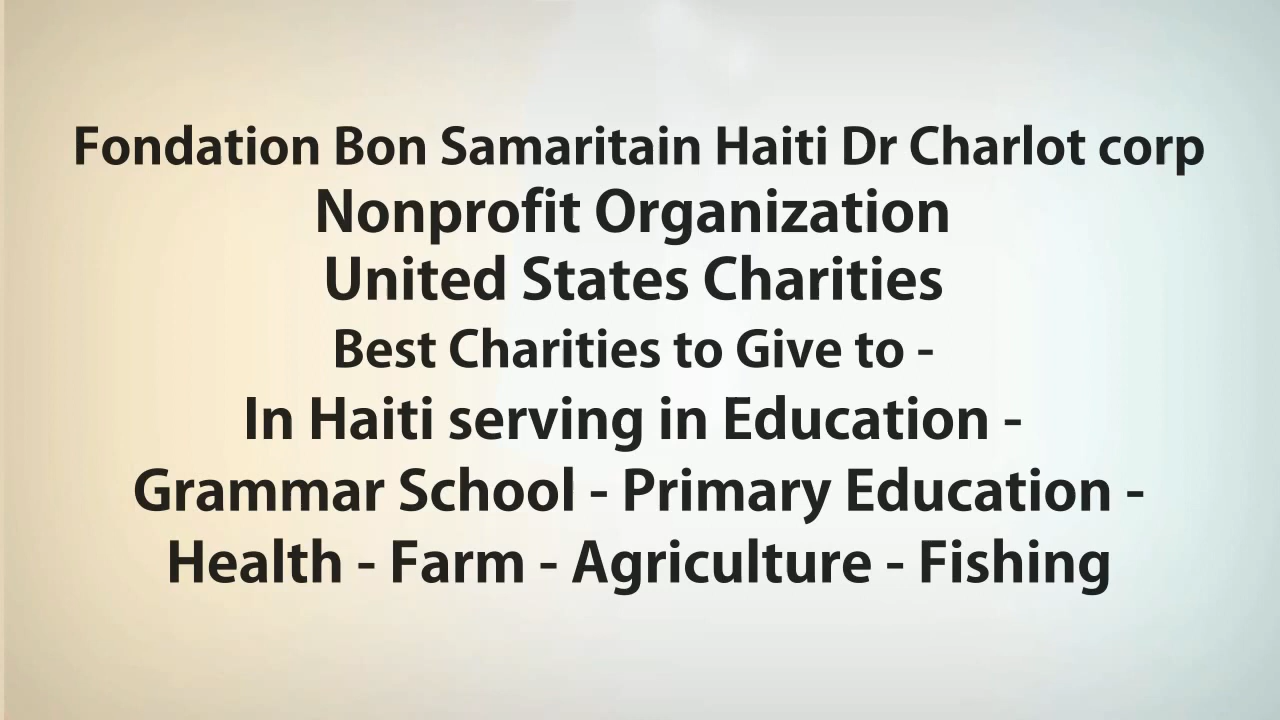 Fondation Bon Samaritain Haiti Dr Charlot corp
Nonprofit Organization
United States Charities
Best Charities to Give to -
In Haiti serving in Education -
Grammar School - Primary Education -
Health - Farm - Agriculture - Fishing